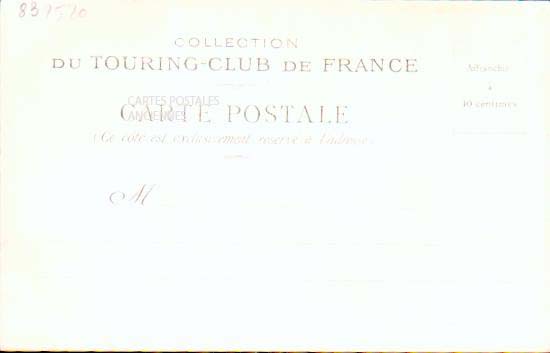 839520
COLLECTION
DU TOURING-CLUB DE FRANCE
Affranchir
à
10 centimes
CARTES POSTALES
ANCIENNES
CARTE POSTALE
(Ce côté est exclusivement réservé à l'adresse)
M